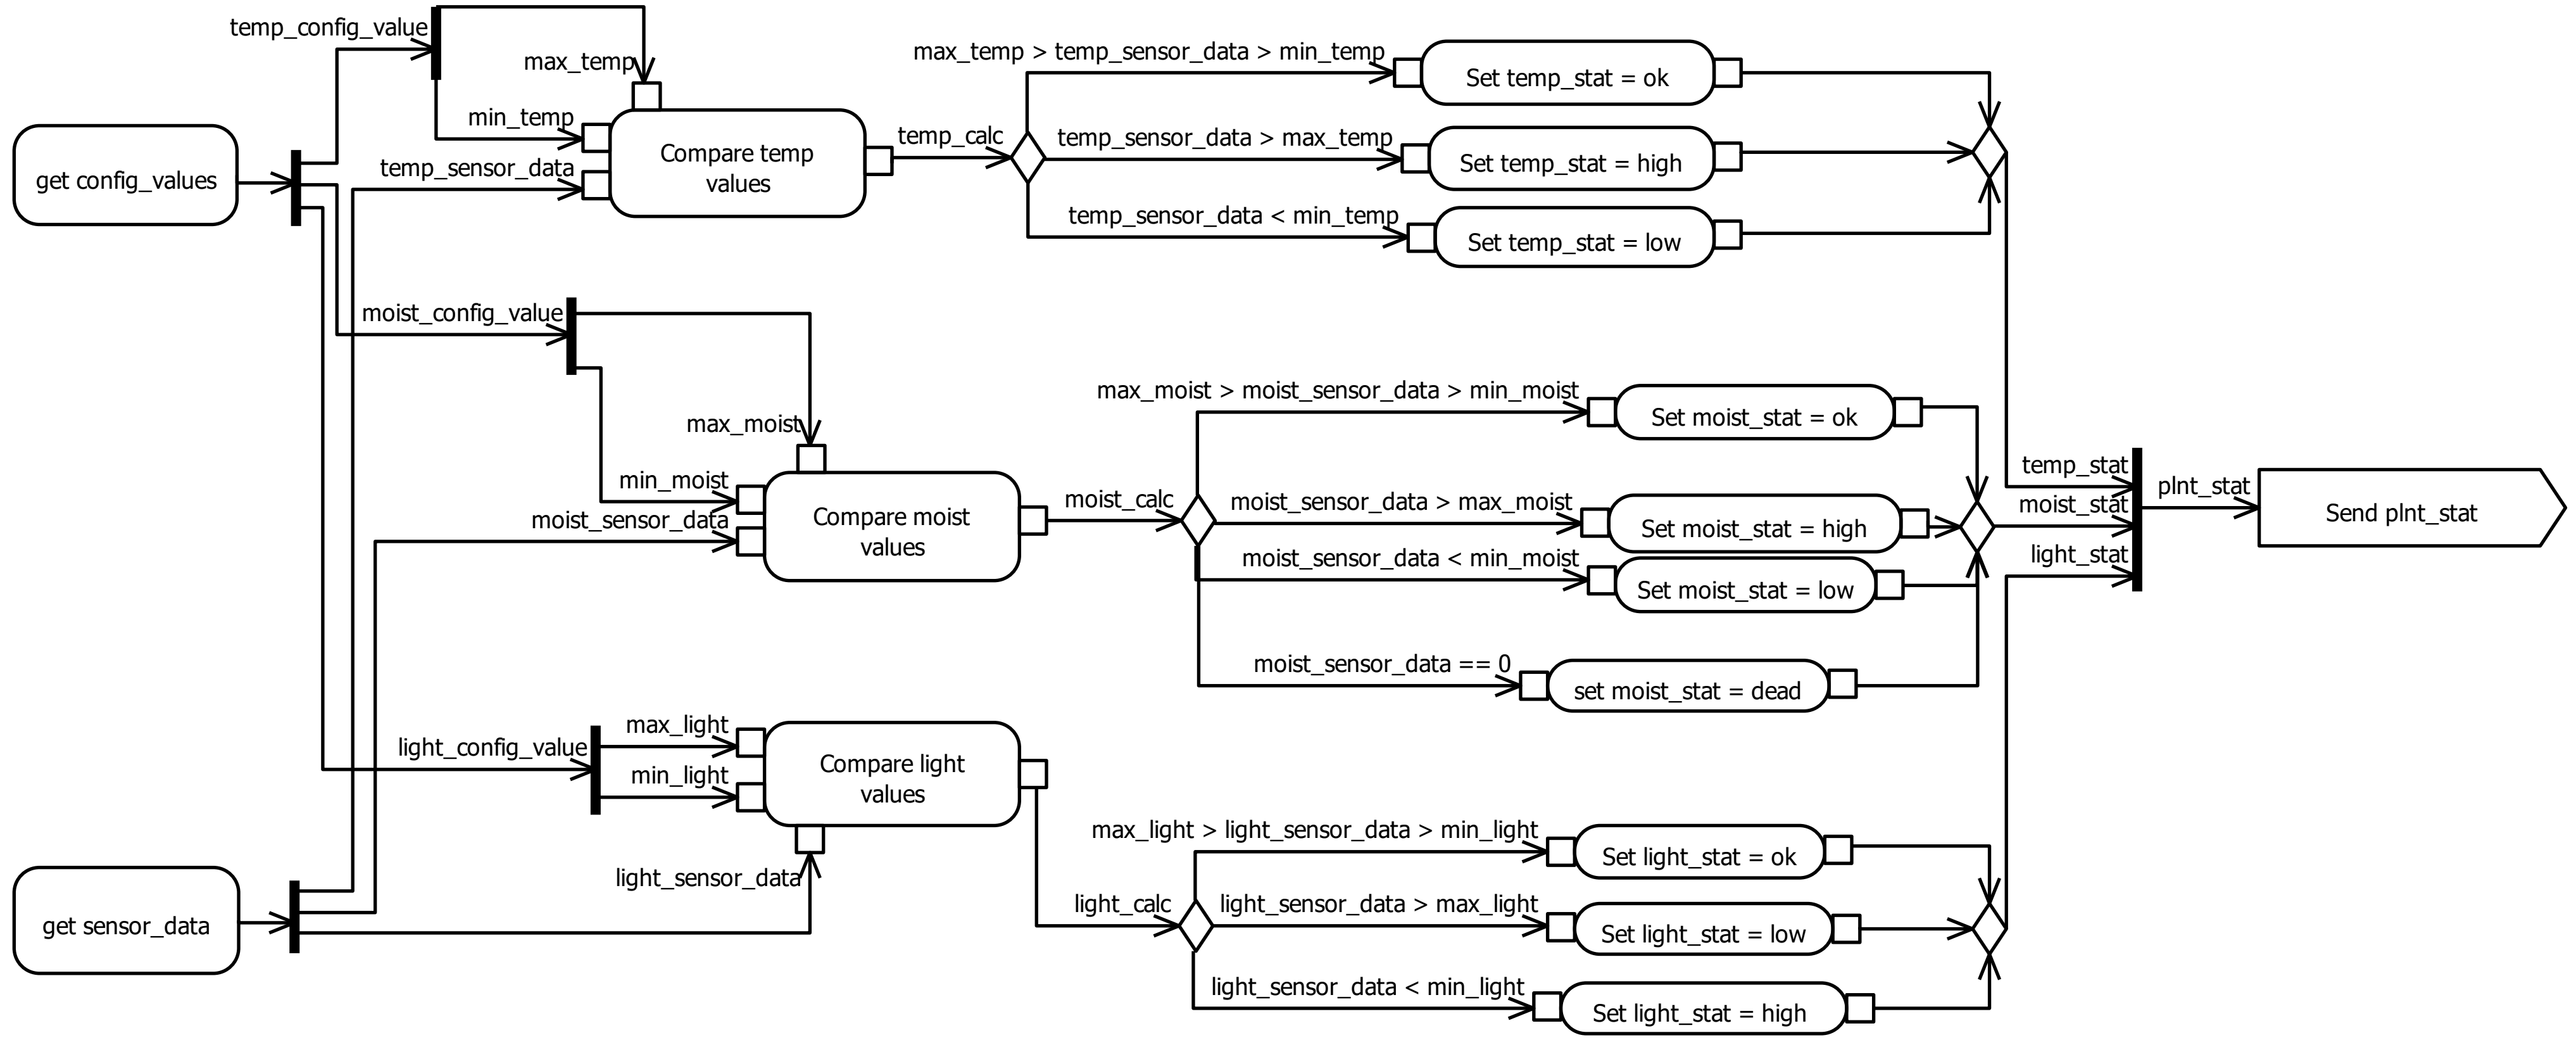 temp_config_value
max_temp
min_temp
temp_sensor_data
get config_values
Compare temp
values
temp_calc
max_temp > temp_sensor_data > min_temp
Set temp_stat = ok
temp_sensor_data > max_temp
Set temp_stat = high
temp_sensor_data < min_temp
Set temp_stat = low
moist_config_value
max_moist
min_moist
moist_sensor_data
Compare moist
values
moist_calc
max_moist > moist_sensor_data > min_moist
Set moist_stat = ok
moist_sensor_data > max_moist
Set moist_stat = high
moist_sensor_data < min_moist
Set moist_stat = low
moist_sensor_data == 0
set moist_stat = dead
temp_stat
moist_stat
light_stat
plnt_stat
Send plnt_stat
light_config_value
max_light
min_light
Compare light
values
light_sensor_data
get sensor_data
light_calc
max_light > light_sensor_data > min_light
Set light_stat = ok
light_sensor_data > max_light
Set light_stat = low
light_sensor_data < min_light
Set light_stat = high